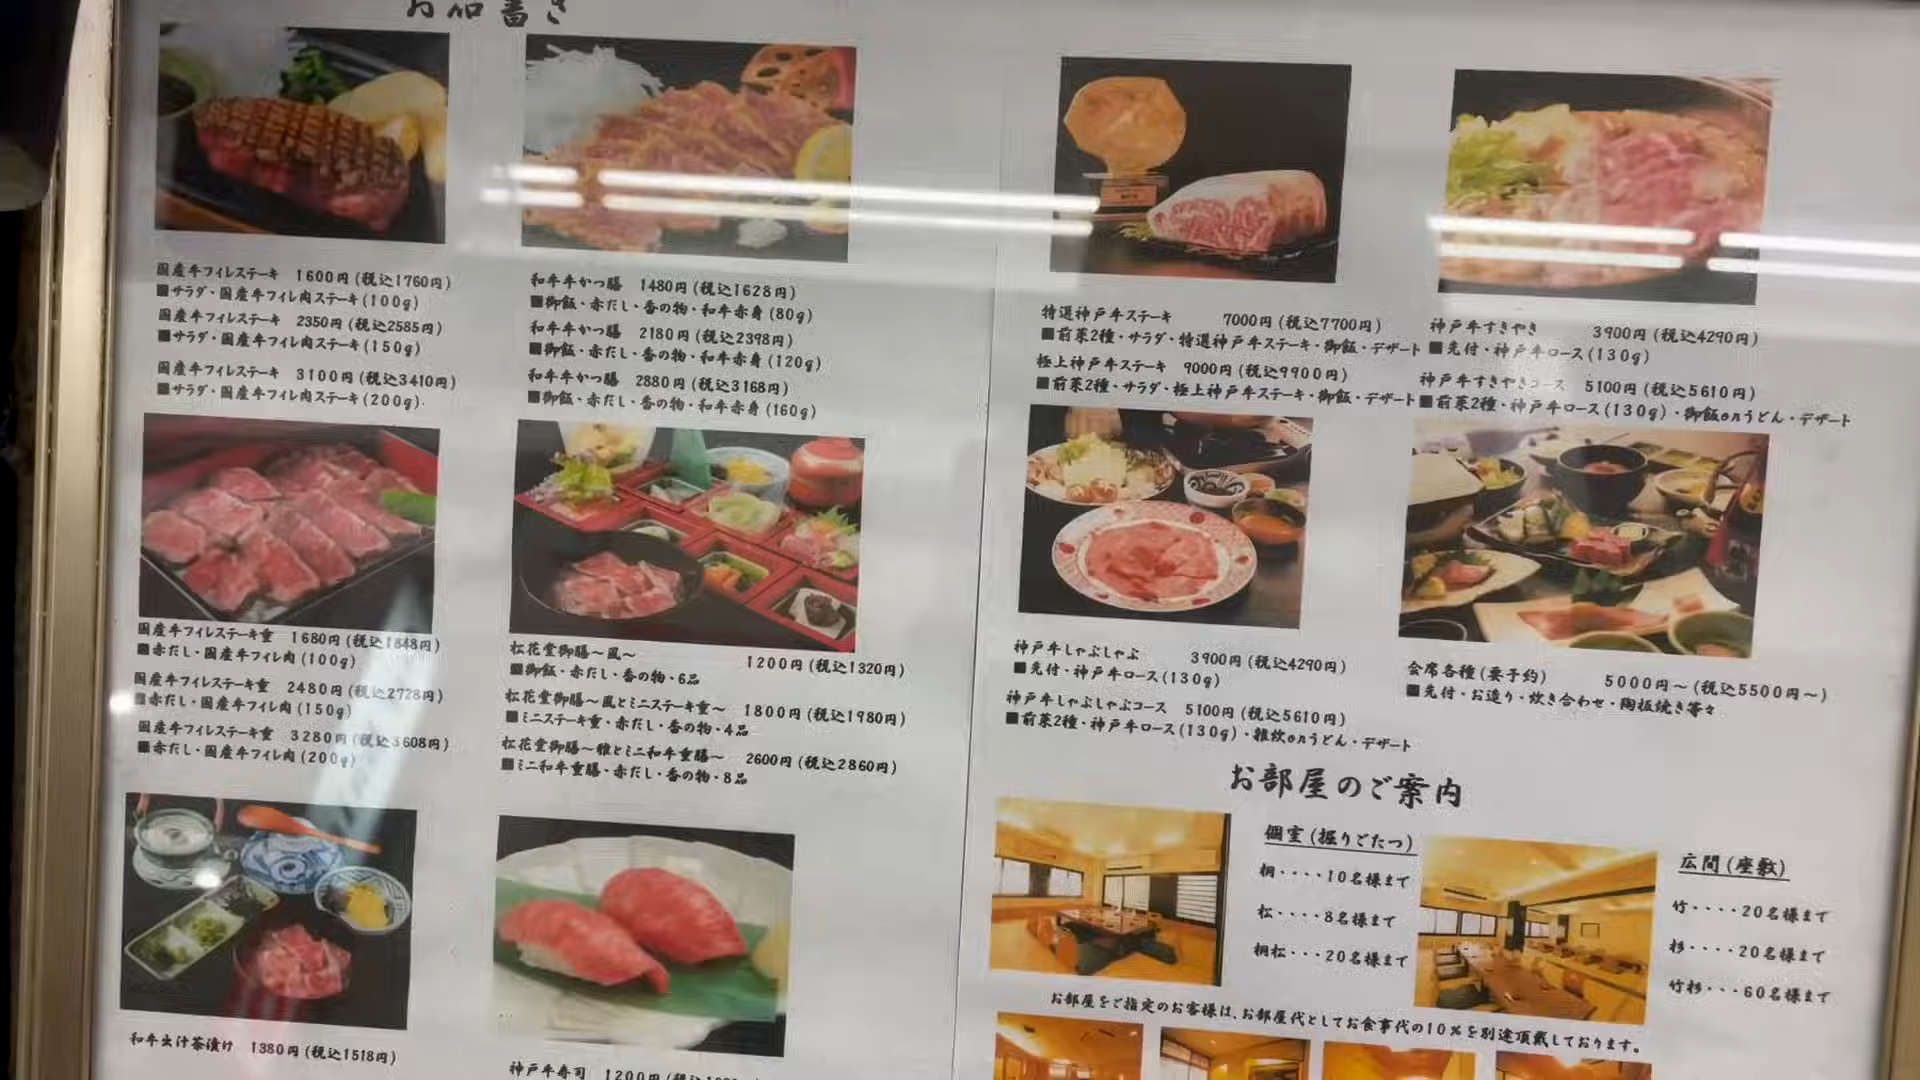 お品書き
国産牛フィレステーキ 1600円(税込1760円)
■サラダ・国産牛フィレ肉ステーキ(100g)
国産牛フィレステーキ 2350円(税込2585円)
■サラダ・国産牛フィレ肉ステーキ(150g)
国産牛フィレステーキ 3100円(税込3410円)
■サラダ・国産牛フィレ肉ステーキ(200g)
和牛牛かつ膳 1480円(税込1628円)
■御飯・赤だし・香の物・和牛赤身(80g)
和牛牛かつ膳 2180円(税込2398円)
■御飯・赤だし・香の物・和牛赤身(120g)
和牛牛かつ膳 2880円(税込3168円)
■御飯・赤だし・香の物・和牛赤身(160g)
国産牛フィレステーキ重 1680円(税込1848円)
■赤だし・国産牛フィレ肉(100g)
国産牛フィレステーキ重 2480円(税込2728円)
■赤だし・国産牛フィレ肉(150g)
国産牛フィレステーキ重 3280円(税込3608円)
■赤だし・国産牛フィレ肉(200g)
松花堂御膳～風～ 1200円(税込1320円)
■御飯・赤だし・香の物・6品
松花堂御膳～風とミニステーキ重～ 1800円(税込1980円)
■ミニステーキ重・赤だし・香の物・4品
松花堂御膳～雅とミニ和牛重膳～ 2600円(税込2860円)
■ミニ和牛重膳・赤だし・香の物・8品
和牛出汁茶漬け 1380円(税込1518円)
神戸牛寿司 1200円(税込
特選神戸牛ステーキ 7000円(税込7700円)
■前菜2種・サラダ・特選神戸牛ステーキ・御飯・デザート
極上神戸牛ステーキ 9000円(税込9900円)
■前菜2種・サラダ・極上神戸牛ステーキ・御飯・デザート
神戸牛すきやき 3900円(税込4290円)
■先付・神戸牛ロース(130g)
神戸牛すきやきコース 5100円(税込5610円)
■前菜2種・神戸牛ロース(130g)・御飯orうどん・デザート
神戸牛しゃぶしゃぶ 3900円(税込4290円)
■先付・神戸牛ロース(130g)
神戸牛しゃぶしゃぶコース 5100円(税込5610円)
■前菜2種・神戸牛ロース(130g)・雑炊orうどん・デザート
会席各種(要予約) 5000円～(税込5500円～)
■先付・お造り・炊き合わせ・陶板焼き等々
お部屋のご案内
個室(掘りごたつ)
桐・・・・10名様まで
松・・・・8名様まで
桐松・・・20名様まで
広間(座敷)
竹・・・・20名様まで
杉・・・・20名様まで
竹杉・・・60名様まで
お部屋をご指定のお客様は、お部屋代としてお食事代の10%を別途頂戴しております。